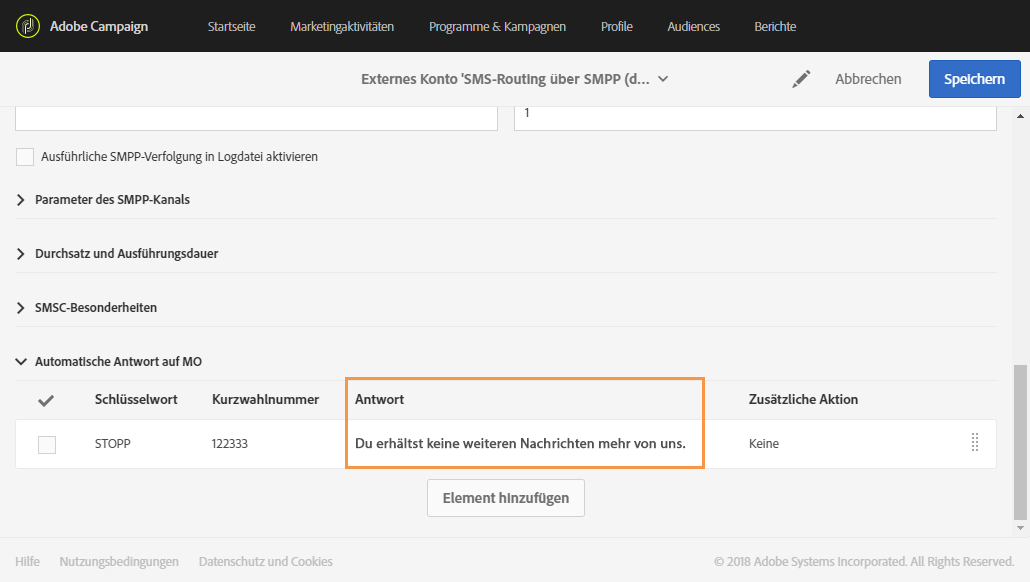 Adobe Campaign Startseite Marketingaktivitäten Programme & Kampagnen Profile Audiences Berichte
Externes Konto 'SMS-Routing über SMPP (d... Abbrechen Speichern
1
Ausführliche SMPP-Verfolgung in Logdatei aktivieren
Parameter des SMPP-Kanals
Durchsatz und Ausführungsdauer
SMSC-Besonderheiten
Automatische Antwort auf MO
Schlüsselwort Kurzwahlnummer Antwort Zusätzliche Aktion
STOPP 122333 Du erhältst keine weiteren Nachrichten mehr von uns. Keine
Element hinzufügen
Hilfe Nutzungsbedingungen Datenschutz und Cookies © 2018 Adobe Systems Incorporated. All Rights Reserved.